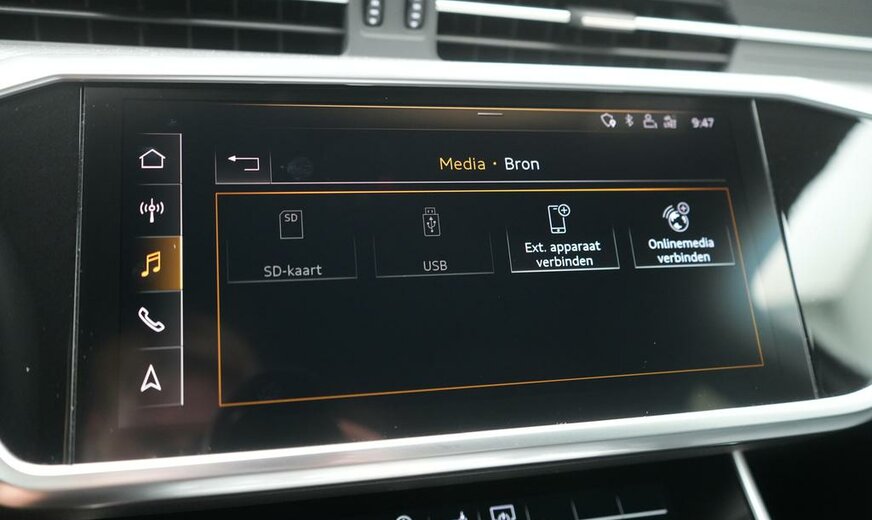 9:47
Media · Bron
SD
SD-kaart
USB
Ext. apparaat
verbinden
Onlinemedia
verbinden